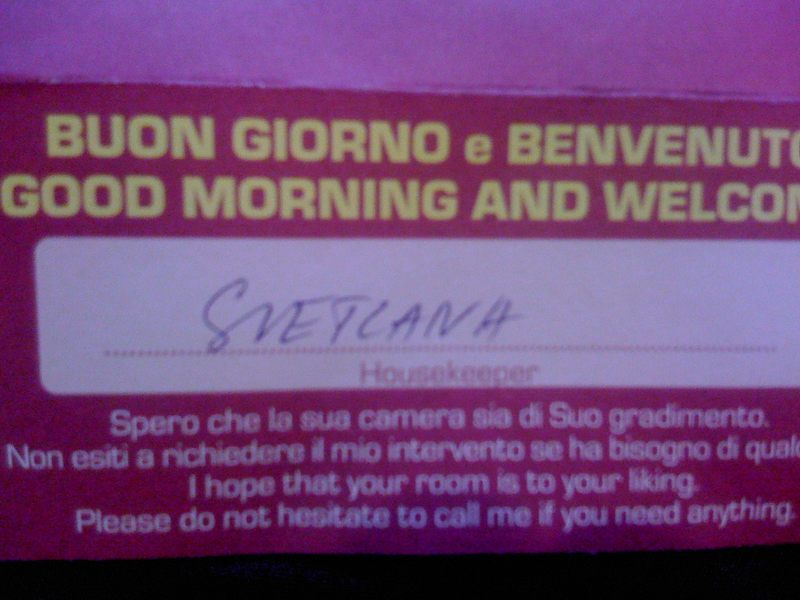 BUON GIORNO e BENVENUTO
GOOD MORNING AND WELCOM
SVETLANA
Housekeeper
Spero che la sua camera sia di Suo gradimento.
Non esiti a richiedere il mio intervento se ha bisogno di qualc
I hope that your room is to your liking.
Please do not hesitate to call me if you need anything.